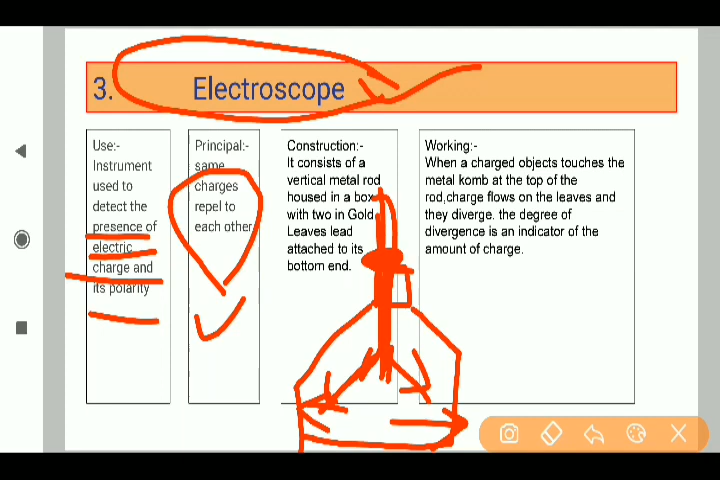 3. Electroscope
Use:-
Instrument
used to
detect the
presence of
electric
charge and
its polarity
Principal:-
same
charges
repel to
each other
Construction:-
It consists of a
vertical metal rod
housed in a box
with two in Gold
Leaves lead
attached to its
bottom end.
Working:-
When a charged objects touches the
metal komb at the top of the
rod,charge flows on the leaves and
they diverge. the degree of
divergence is an indicator of the
amount of charge.